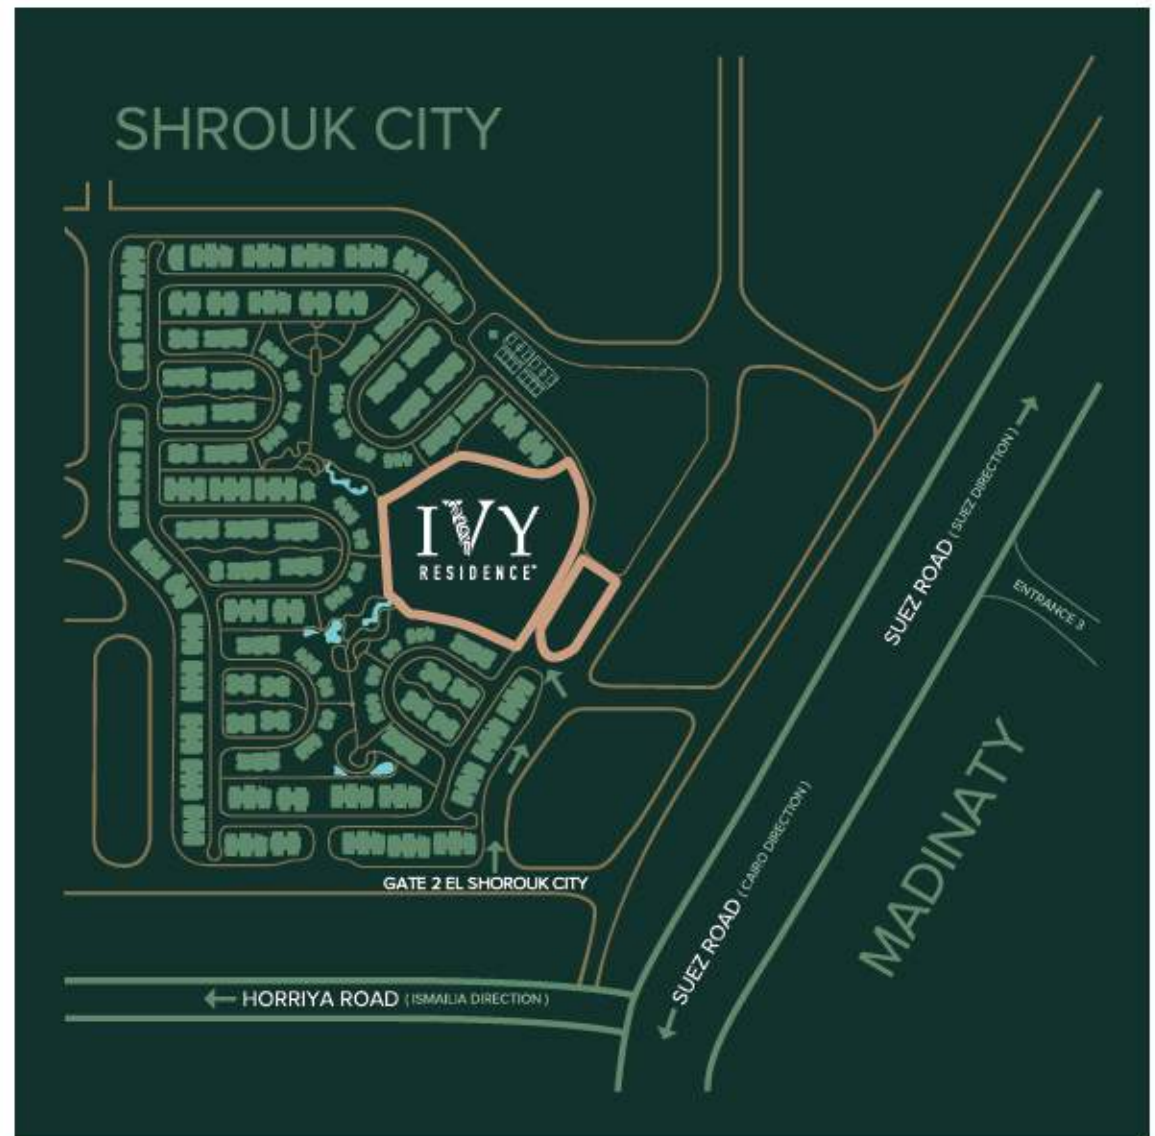 SHROUK CITY
IVY
RESIDENCE
SUEZ ROAD ( SUEZ DIRECTION )
ENTRANCE 3
MADINATY
SUEZ ROAD ( CAIRO DIRECTION )
GATE 2 EL SHOROUK CITY
HORRIYA ROAD ( ISMAILIA DIRECTION )